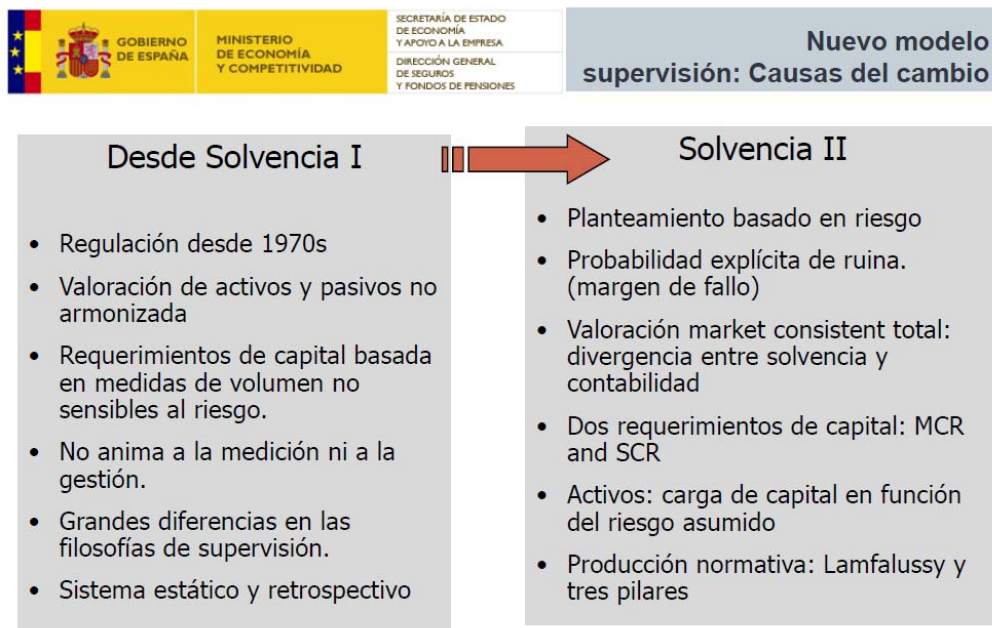 GOBIERNO
DE ESPAÑA
MINISTERIO
DE ECONOMÍA
Y COMPETITIVIDAD
SECRETARÍA DE ESTADO
DE ECONOMÍA
Y APOYO A LA EMPRESA
DIRECCIÓN GENERAL
DE SEGUROS
Y FONDOS DE PENSIONES
Nuevo modelo
supervisión: Causas del cambio
Desde Solvencia I
• Regulación desde 1970s
• Valoración de activos y pasivos no
armonizada
• Requerimientos de capital basada
en medidas de volumen no
sensibles al riesgo.
• No anima a la medición ni a la
gestión.
• Grandes diferencias en las
filosofías de supervisión.
• Sistema estático y retrospectivo
Solvencia II
• Planteamiento basado en riesgo
• Probabilidad explícita de ruina.
(margen de fallo)
• Valoración market consistent total:
divergencia entre solvencia y
contabilidad
• Dos requerimientos de capital: MCR
and SCR
• Activos: carga de capital en función
del riesgo asumido
• Producción normativa: Lamfalussy y
tres pilares